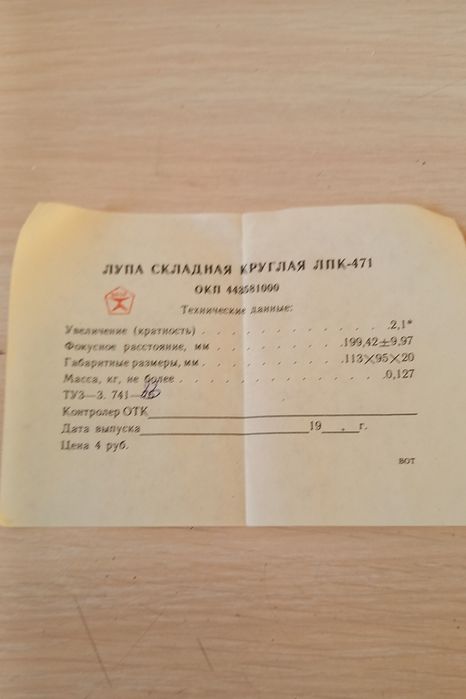 ЛУПА СКЛАДНАЯ КРУГЛАЯ ЛПК-471
ОКП 443581000
Технические данные:
Увеличение (кратность) . . . . . . . . . . . . . 2,1*
Фокусное расстояние, мм . . . . . . . . . 199,42±9,97
Габаритные размеры, мм . . . . . . . . . . 113×95×20
Масса, кг, не более . . . . . . . . . . . . . . 0,127
ТУ3—3. 741—
Контролер ОТК
Дата выпуска 19 . г.
Цена 4 руб.
вот